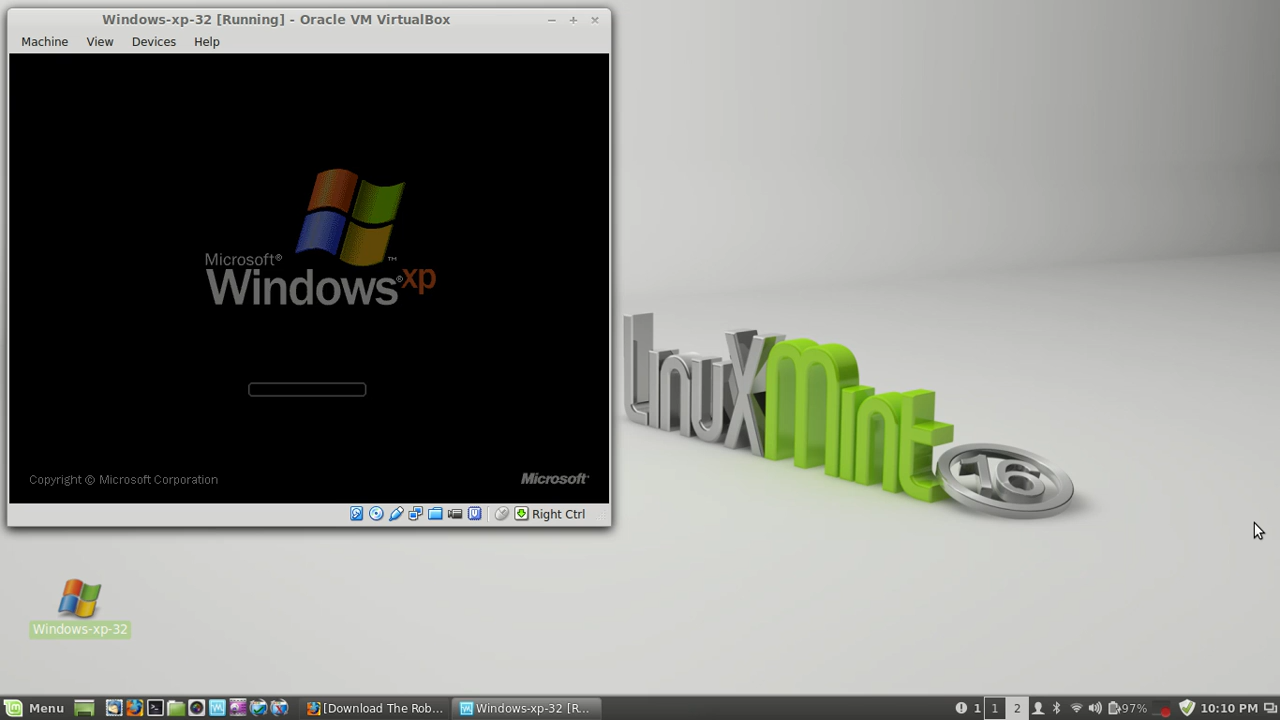 Windows-xp-32 [Running] - Oracle VM VirtualBox
Machine View Devices Help
Microsoft®
Windows® xp™
Copyright © Microsoft Corporation
Microsoft®
Right Ctrl
LinuxMint 16
Windows-xp-32
Menu
[Download The Rob...
Windows-xp-32 [R...
1
1
2
97%
10:10 PM